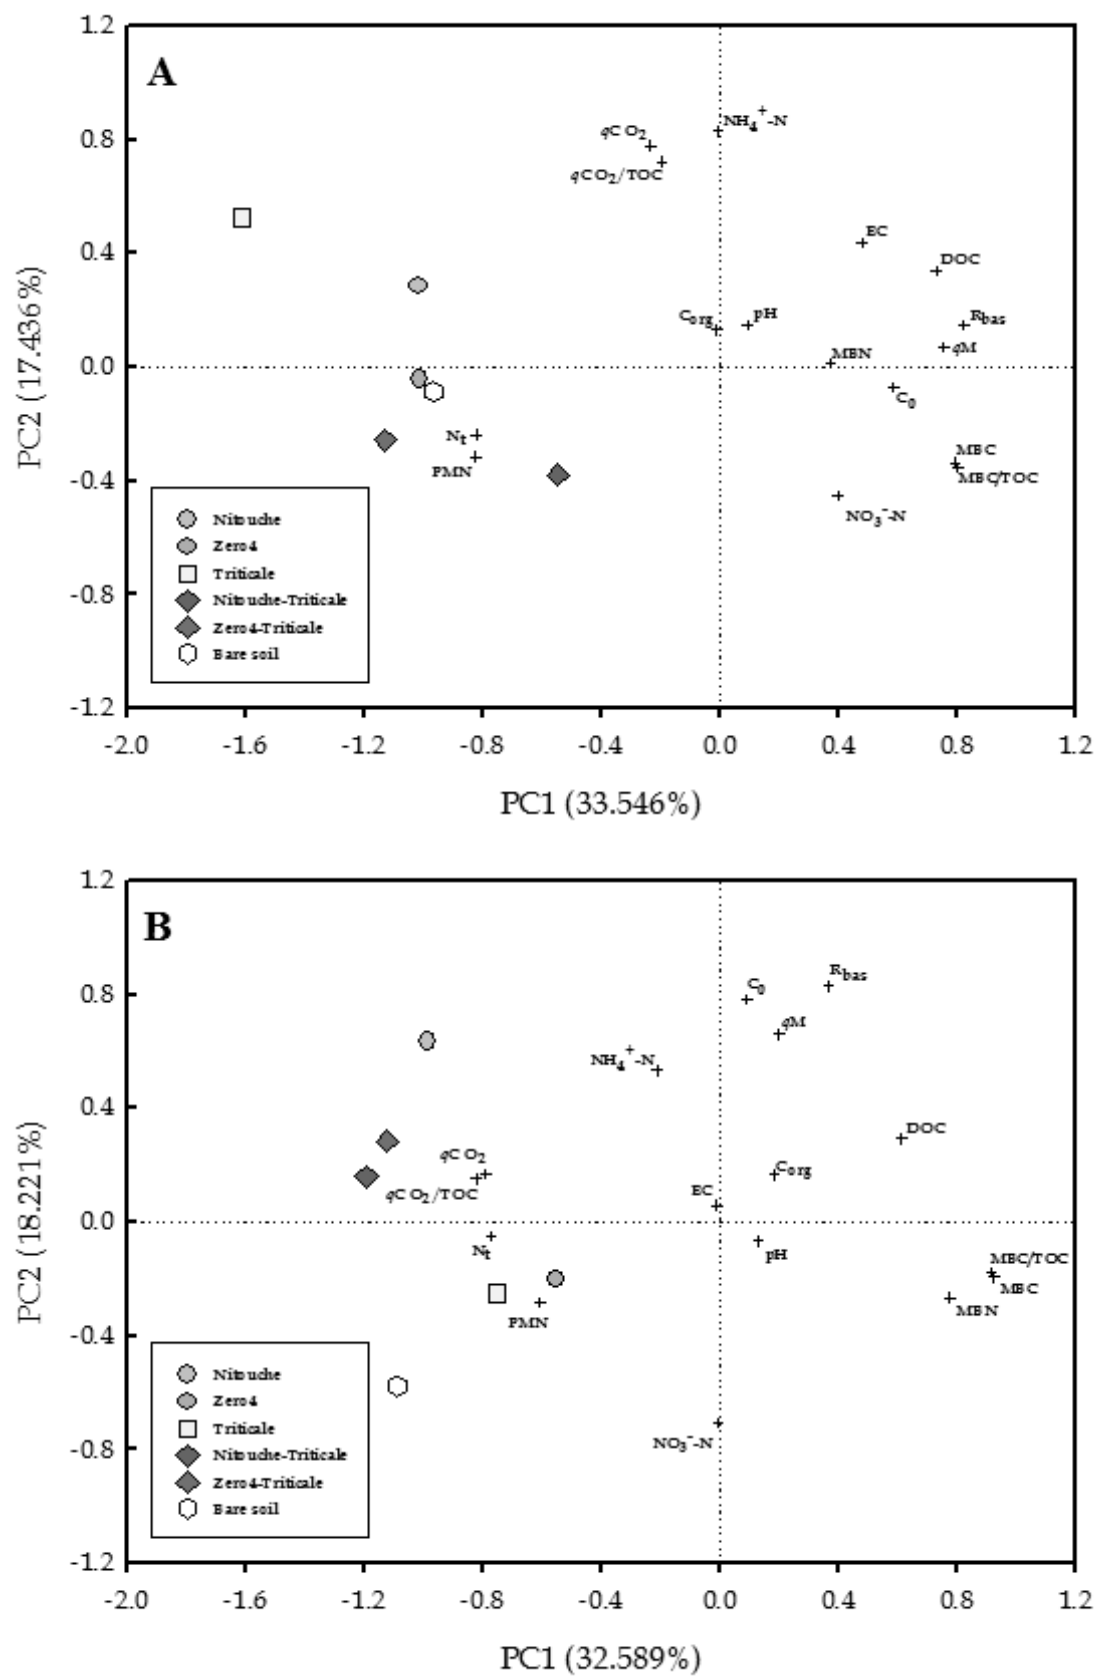 A
1.2
0.8
0.4
0.0
-0.4
-0.8
-1.2
PC2 (17.436%)
qCO₂
qCO₂/TOC
NH₄⁺-N
EC
DOC
Corg
pH
Rbas
qM
MBN
C₀
Nt
PMN
MBC
MBC/TOC
NO₃⁻-N
Nitouche
Zero4
Triticale
Nitouche-Triticale
Zero4-Triticale
Bare soil
-2.0 -1.6 -1.2 -0.8 -0.4 0.0 0.4 0.8 1.2
PC1 (33.546%)
B
1.2
0.8
0.4
0.0
-0.4
-0.8
-1.2
PC2 (18.221%)
Rbas
C₀
qM
NH₄⁺-N
DOC
qCO₂
qCO₂/TOC
Corg
EC
Nt
pH
MBC/TOC
MBC
MBN
PMN
NO₃⁻-N
Nitouche
Zero4
Triticale
Nitouche-Triticale
Zero4-Triticale
Bare soil
-2.0 -1.6 -1.2 -0.8 -0.4 0.0 0.4 0.8 1.2
PC1 (32.589%)